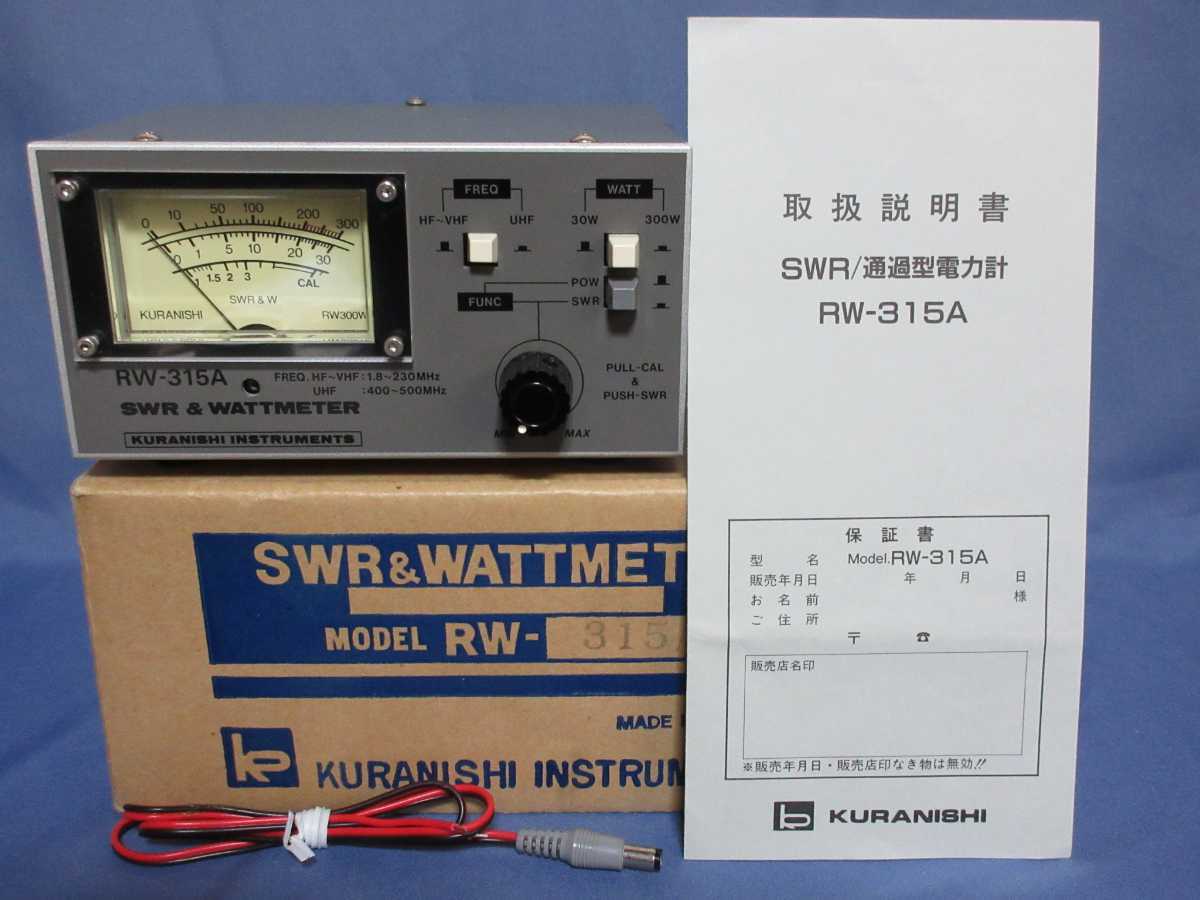 FREQ
WATT
HF~VHF UHF
30W 300W
0 10 50 100 200 300
0 1 5 10 20 30
1 1.5 2 3
CAL
SWR & W
KURANISHI
RW300W
POW
FUNC
SWR
RW-315A
FREQ. HF~VHF:1.8~230MHz
UHF :400~500MHz
SWR & WATTMETER
KURANISHI INSTRUMENTS
PULL-CAL
&
PUSH-SWR
MAX
SWR&WATTMET
MODEL RW- 315
MADE
KURANISHI INSTRUM
取扱説明書
SWR/通過型電力計
RW-315A
保証書
型名 Model.RW-315A
販売年月日 年 月 日
お名前 様
ご住所
〒 ☎
販売店名印
※販売年月日・販売店印なき物は無効!!
KURANISHI